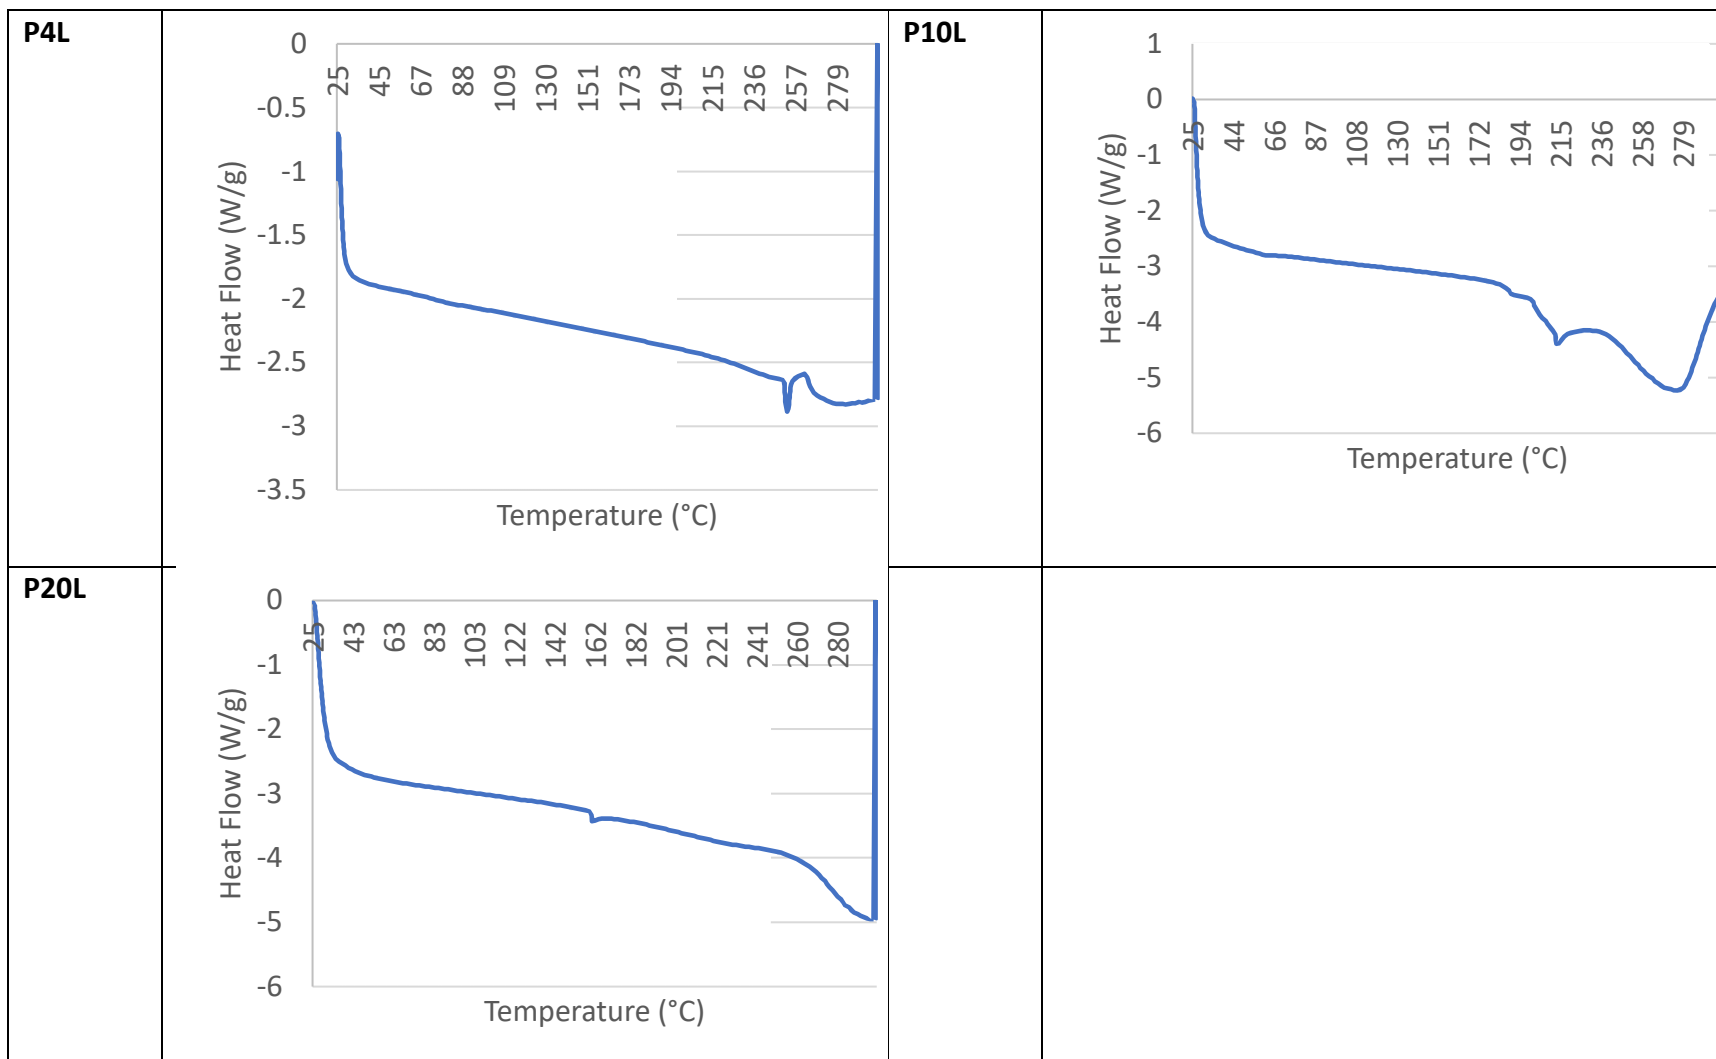 P4L
0
-0.5
-1
-1.5
-2
-2.5
-3
-3.5
25 45 67 88 109 130 151 173 194 215 236 257 279
Heat Flow (W/g)
Temperature (°C)
P10L
1
0
-1
-2
-3
-4
-5
-6
25 44 66 87 108 130 151 172 194 215 236 258 279
Heat Flow (W/g)
Temperature (°C)
P20L
0
-1
-2
-3
-4
-5
-6
25 43 63 83 103 122 142 162 182 201 221 241 260 280
Heat Flow (W/g)
Temperature (°C)